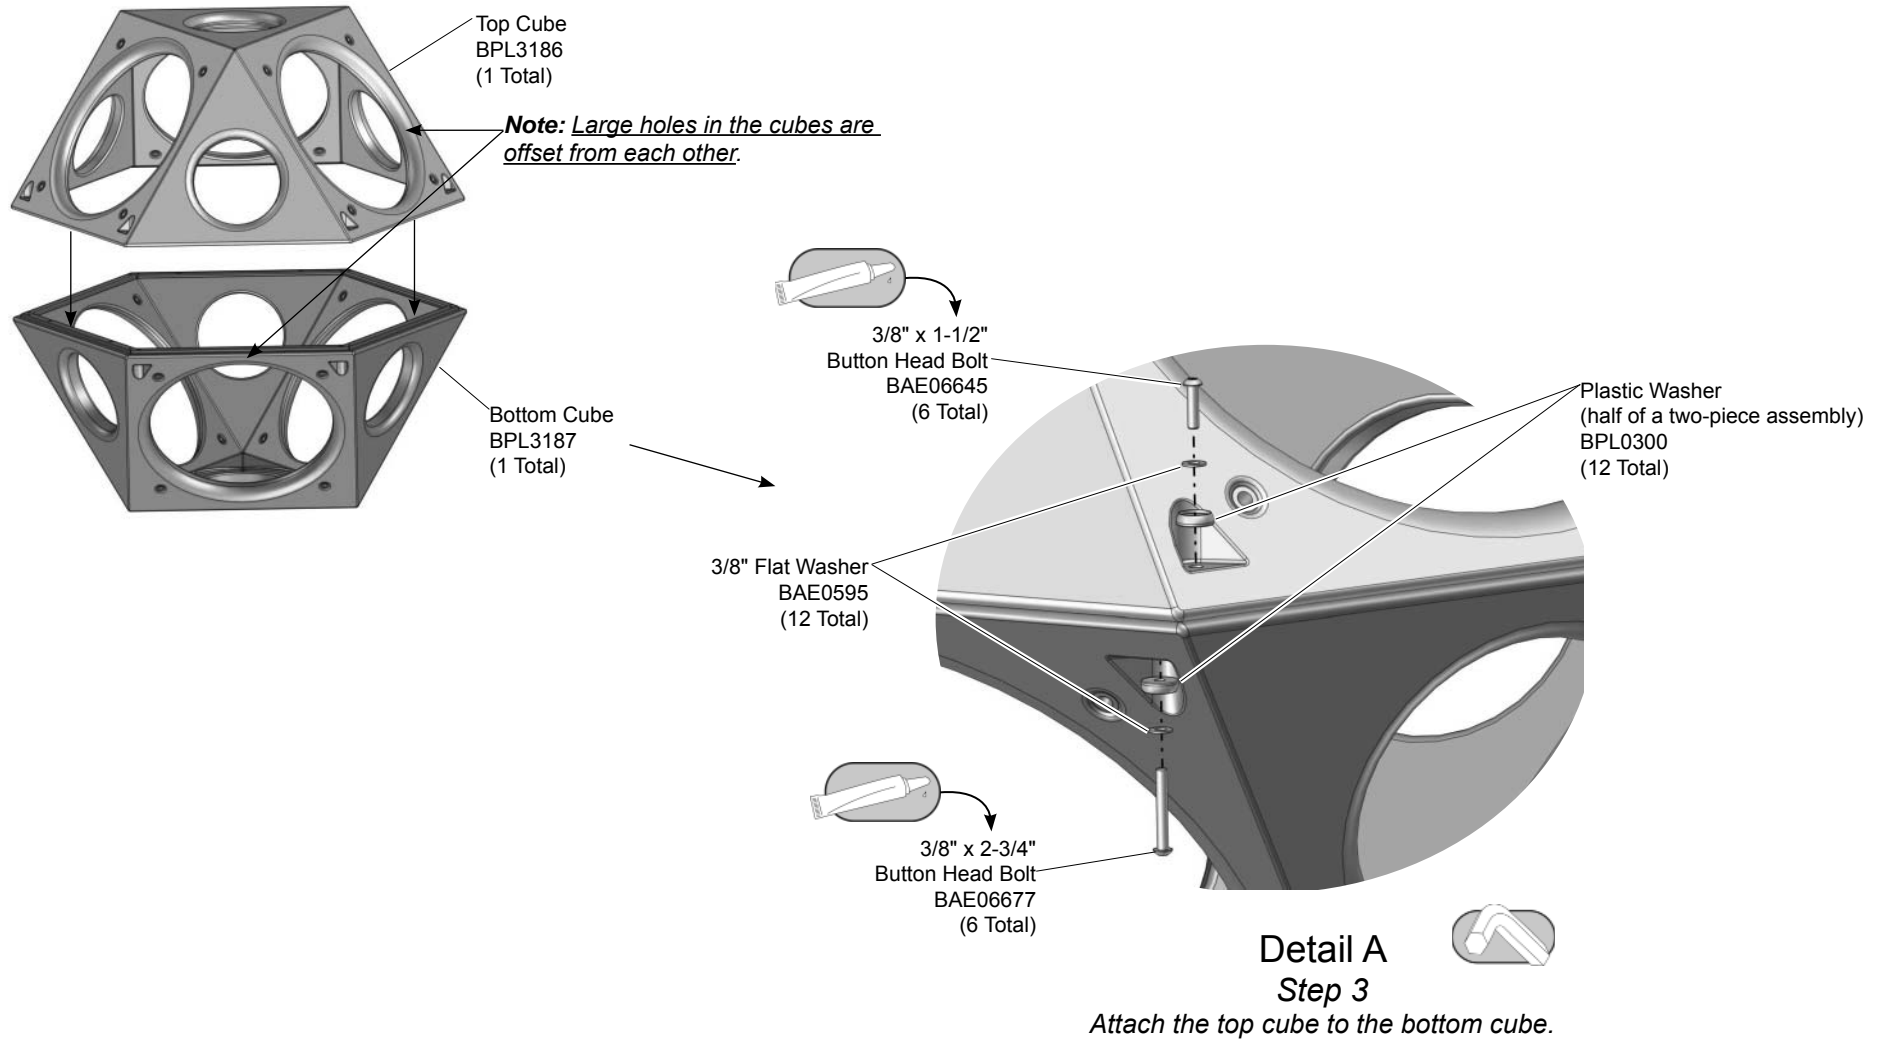 Top Cube
BPL3186
(1 Total)
Note: Large holes in the cubes are
offset from each other.
Bottom Cube
BPL3187
(1 Total)
3/8" x 1-1/2"
Button Head Bolt
BAE06645
(6 Total)
Plastic Washer
(half of a two-piece assembly)
BPL0300
(12 Total)
3/8" Flat Washer
BAE0595
(12 Total)
3/8" x 2-3/4"
Button Head Bolt
BAE06677
(6 Total)
Detail A
Step 3
Attach the top cube to the bottom cube.